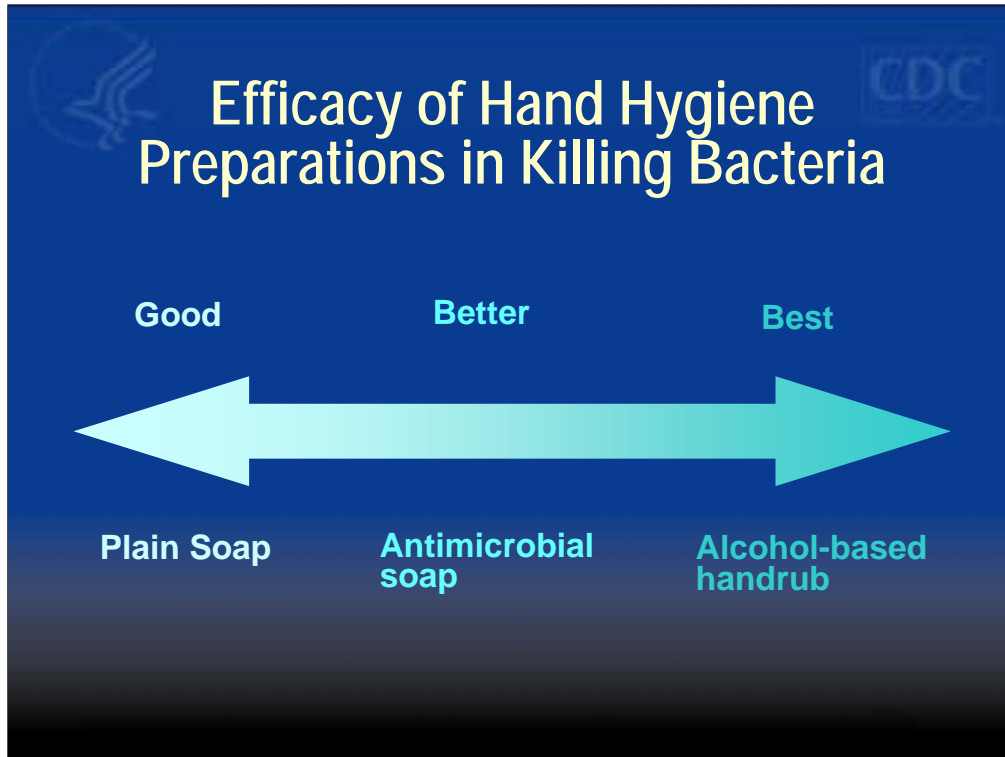 CDC
Efficacy of Hand Hygiene
Preparations in Killing Bacteria
Good
Better
Best
Plain Soap
Antimicrobial
soap
Alcohol-based
handrub